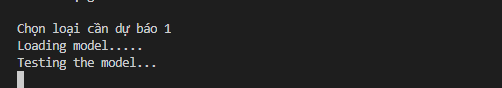 Chọn loại cần dự báo 1
Loading model.....
Testing the model...